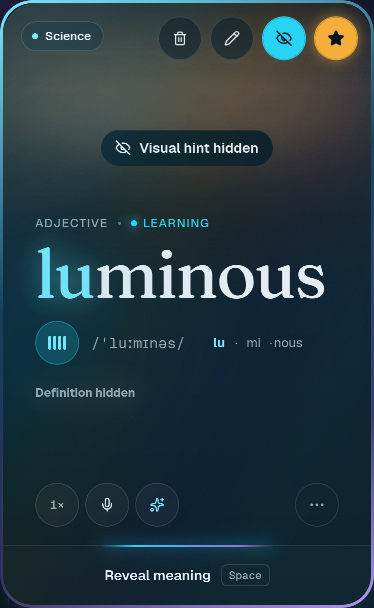 Science
Visual hint hidden
ADJECTIVE • LEARNING
luminous
/ˈluːmɪnəs/ lu · mi ·nous
Definition hidden
1×
Reveal meaning Space